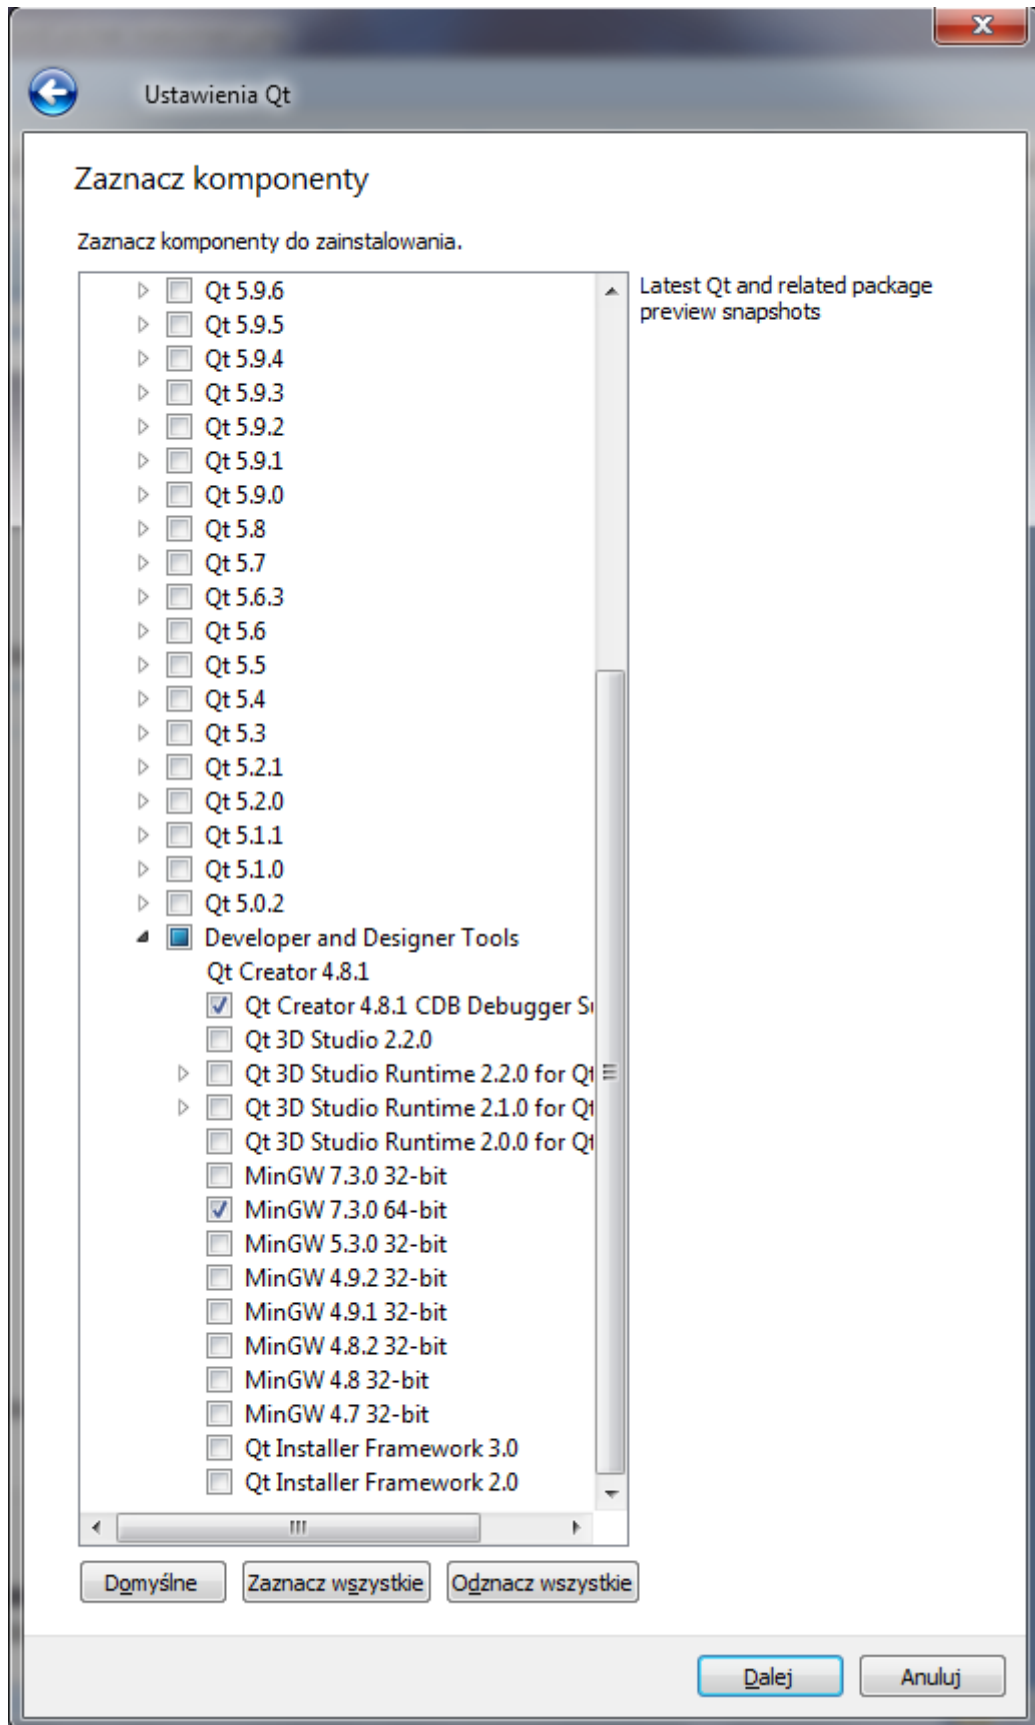 Ustawienia Qt
Zaznacz komponenty
Zaznacz komponenty do zainstalowania.
Qt 5.9.6
Qt 5.9.5
Qt 5.9.4
Qt 5.9.3
Qt 5.9.2
Qt 5.9.1
Qt 5.9.0
Qt 5.8
Qt 5.7
Qt 5.6.3
Qt 5.6
Qt 5.5
Qt 5.4
Qt 5.3
Qt 5.2.1
Qt 5.2.0
Qt 5.1.1
Qt 5.1.0
Qt 5.0.2
Developer and Designer Tools
Qt Creator 4.8.1
Qt Creator 4.8.1 CDB Debugger
Qt 3D Studio 2.2.0
Qt 3D Studio Runtime 2.2.0 for Qt
Qt 3D Studio Runtime 2.1.0 for Qt
Qt 3D Studio Runtime 2.0.0 for Qt
MinGW 7.3.0 32-bit
MinGW 7.3.0 64-bit
MinGW 5.3.0 32-bit
MinGW 4.9.2 32-bit
MinGW 4.9.1 32-bit
MinGW 4.8.2 32-bit
MinGW 4.8 32-bit
MinGW 4.7 32-bit
Qt Installer Framework 3.0
Qt Installer Framework 2.0
Latest Qt and related package
preview snapshots
Domyślne Zaznacz wszystkie Odznacz wszystkie
Dalej Anuluj